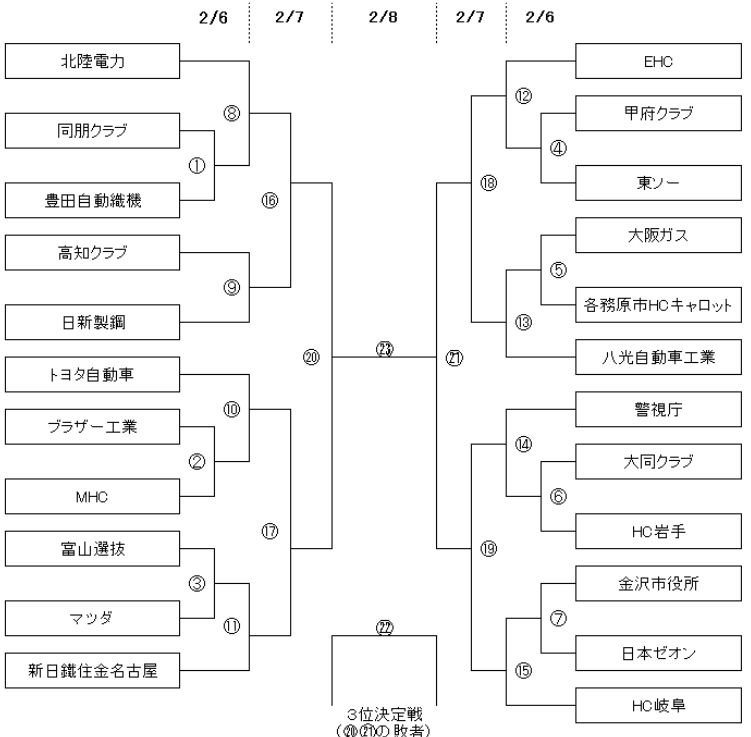 2/6 2/7 2/8 2/7 2/6
北陸電力
⑧
同朋クラブ
①
豊田自動織機
⑯
高知クラブ
⑨
日新製鋼
⑳
トヨタ自動車
⑩
ブラザー工業
②
MHC
⑰
富山選抜
③
マツダ
⑪
新日鐵住金名古屋
㉓
㉒
3位決定戦
(⑳㉑の敗者)
EHC
⑫
甲府クラブ
④
東ソー
⑱
大阪ガス
⑤
各務原市HCキャロット
⑬
八光自動車工業
㉑
警視庁
⑭
大同クラブ
⑥
HC岩手
⑲
金沢市役所
⑦
日本ゼオン
⑮
HC岐阜